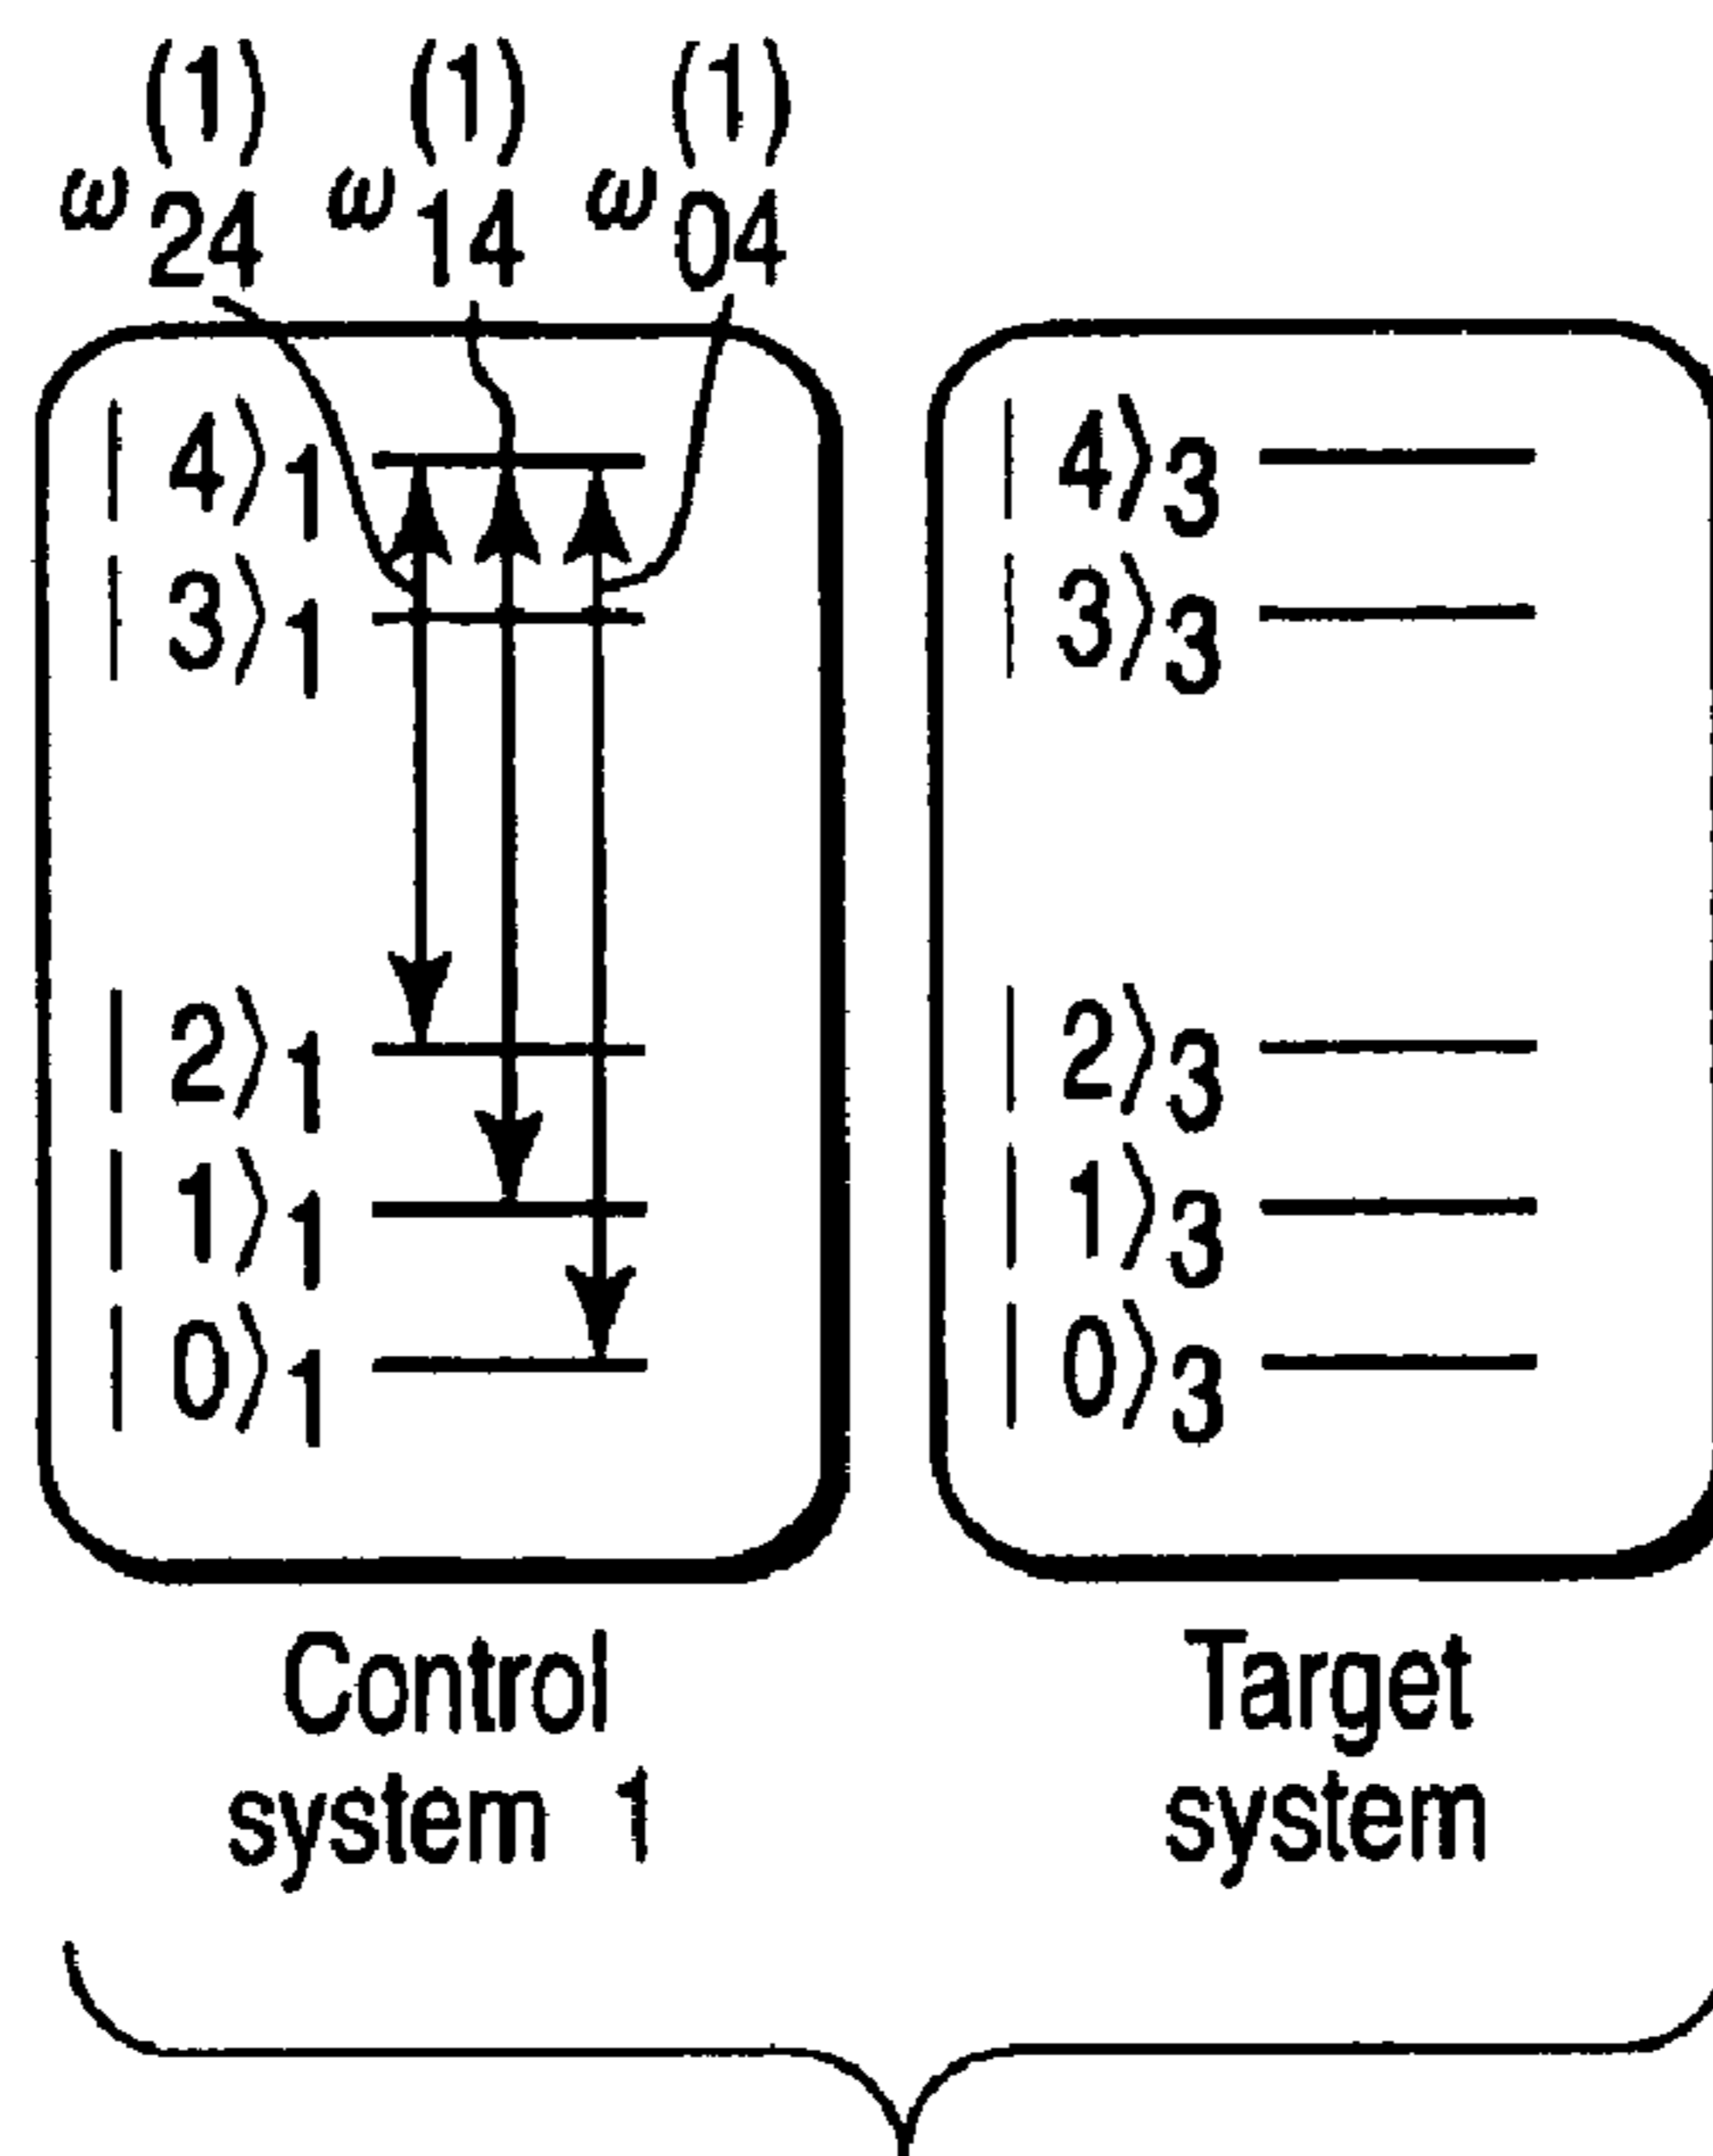 ω24(1) ω14(1) ω04(1)
|4⟩1
|3⟩1
|2⟩1
|1⟩1
|0⟩1
Control
system 1
|4⟩3
|3⟩3
|2⟩3
|1⟩3
|0⟩3
Target
system